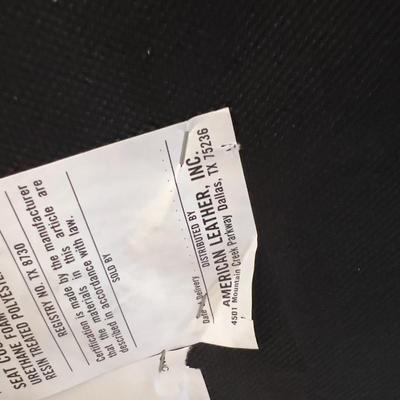 SEAT CU
URETHANE FOAM
RESIN TREATED POLYESTE
REGISTRY NO. TX 8730
Certification is made by the manufacturer
that the materials in this article are
described in accordance with law.
SOLD BY
Date of Delivery
DISTRIBUTED BY
AMERICAN LEATHER, INC.
4501 Mountain Creek Parkway Dallas, TX 75236